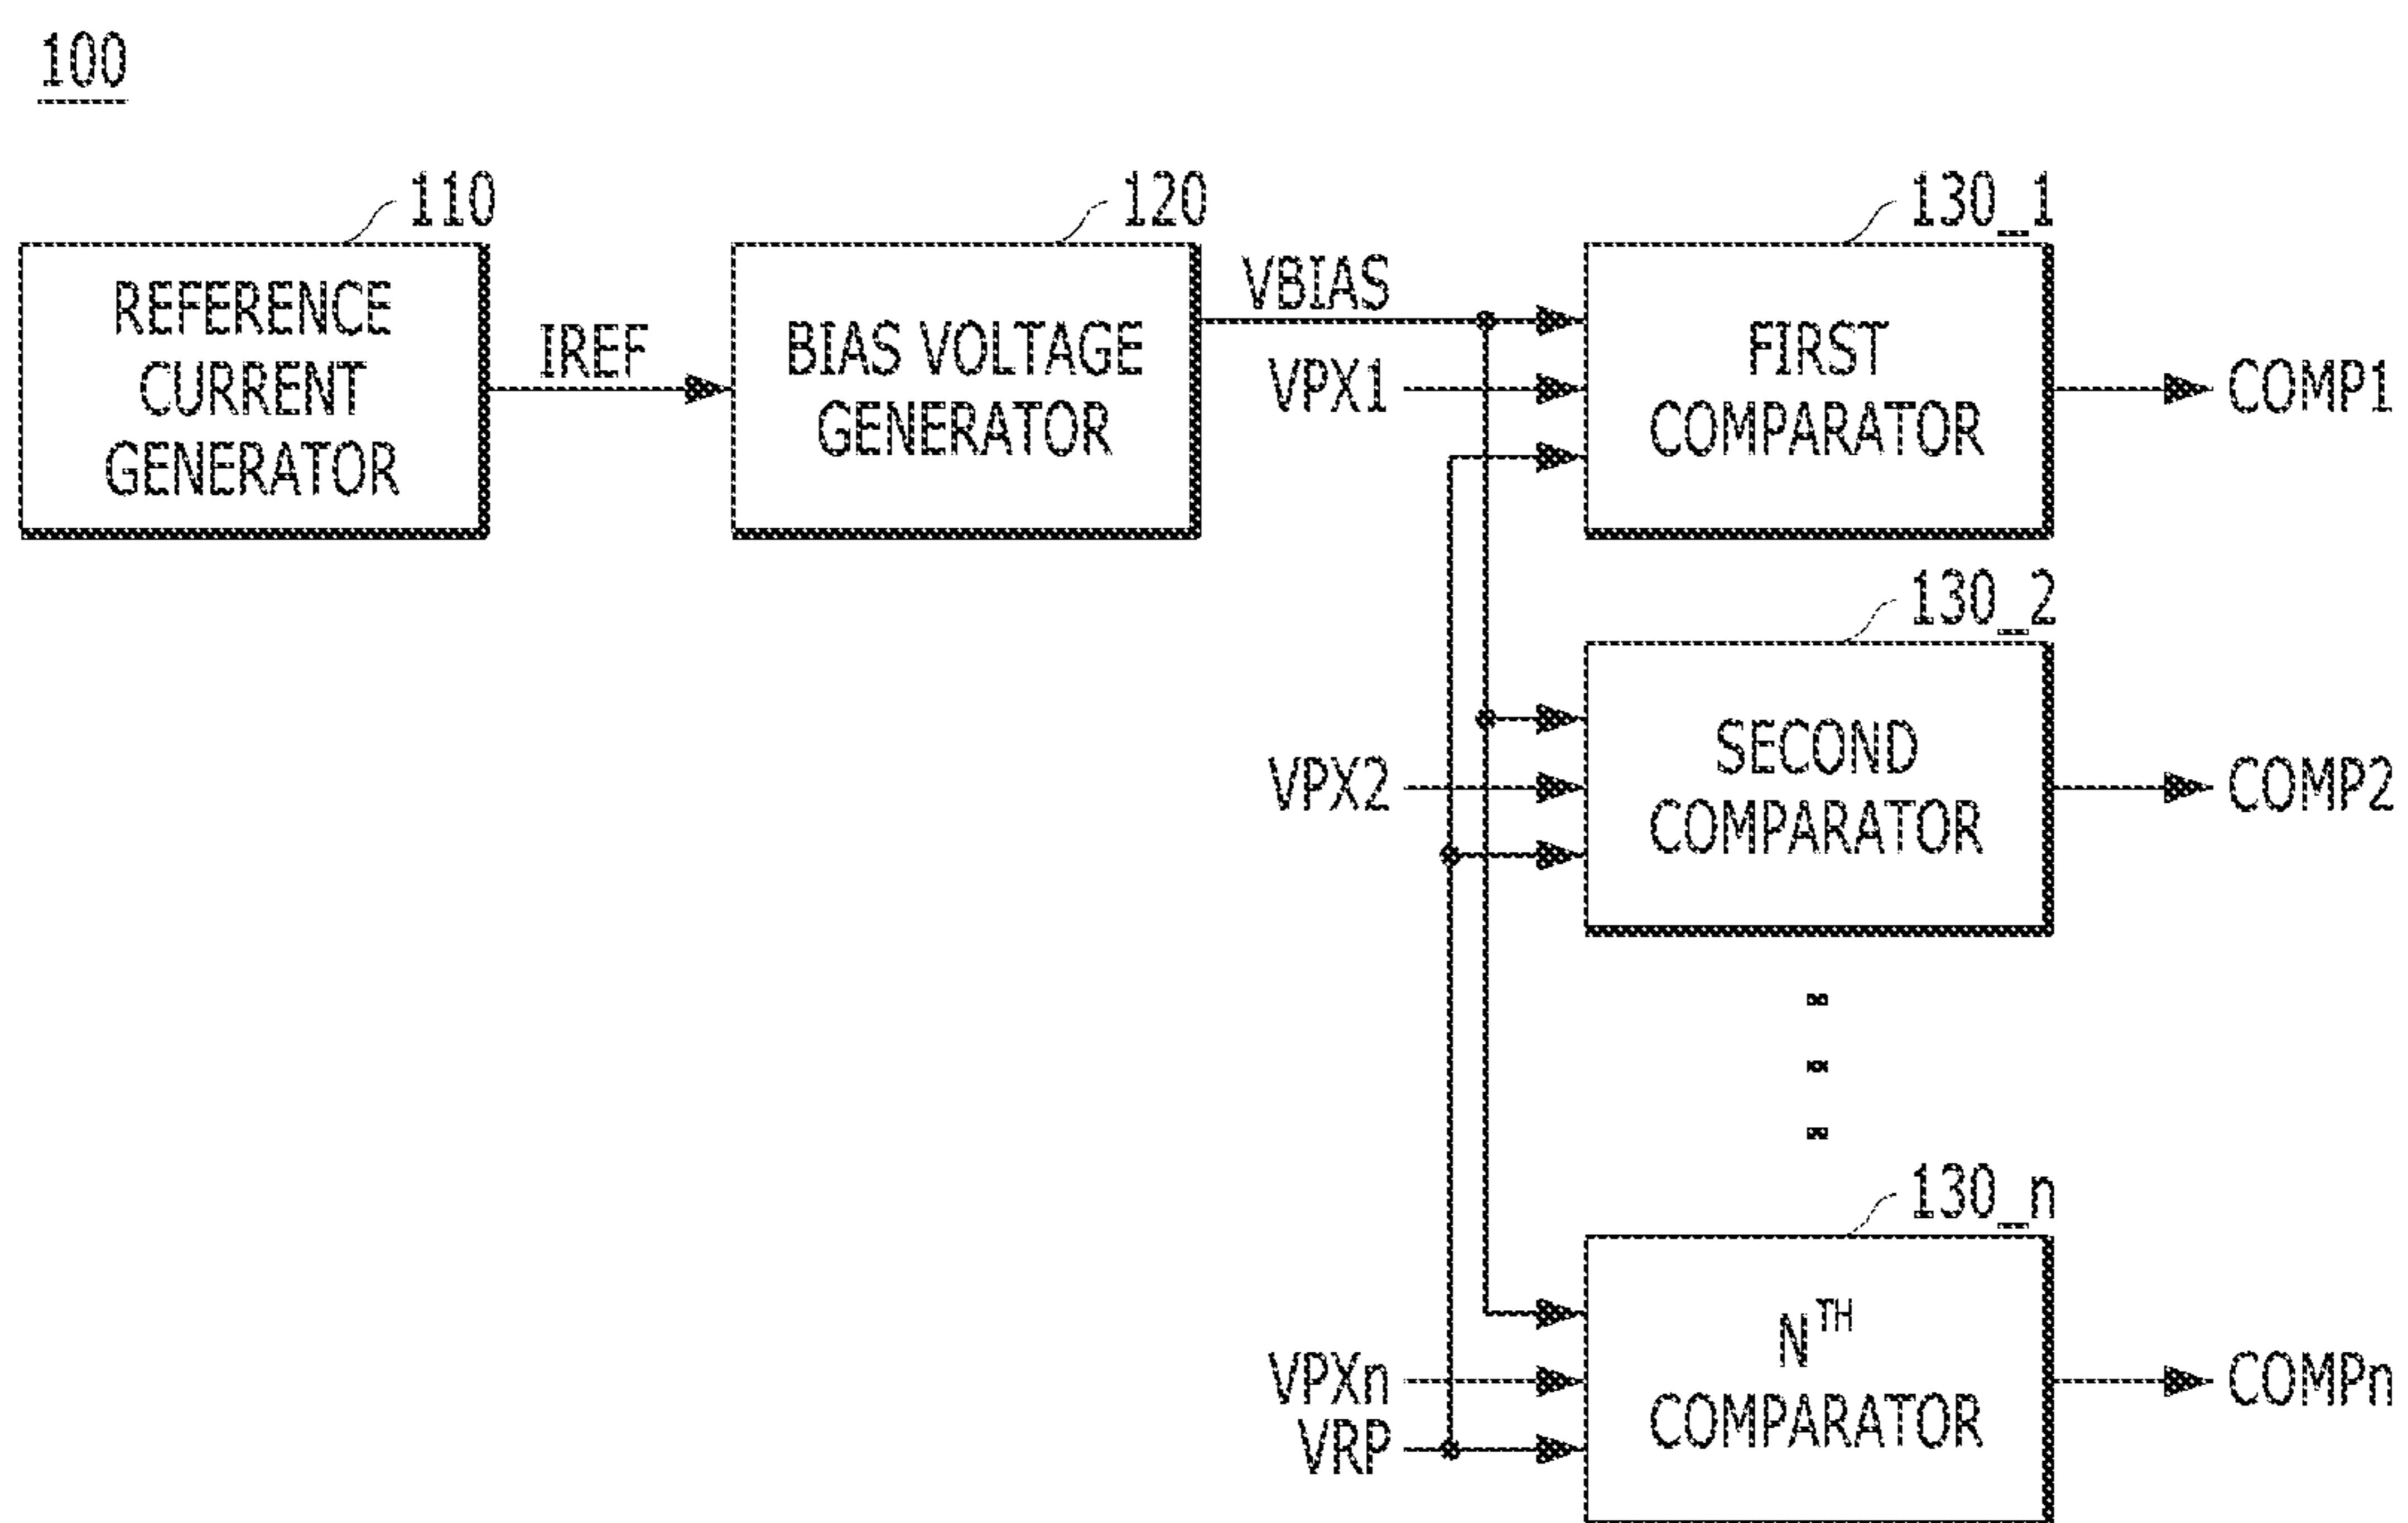 100
110
120
130_1
REFERENCE
CURRENT
GENERATOR
IREF
BIAS VOLTAGE
GENERATOR
VBIAS
VPX1
FIRST
COMPARATOR
COMP1
130_2
VPX2
SECOND
COMPARATOR
COMP2
130_n
VPXn
VRP
NTH
COMPARATOR
COMPn